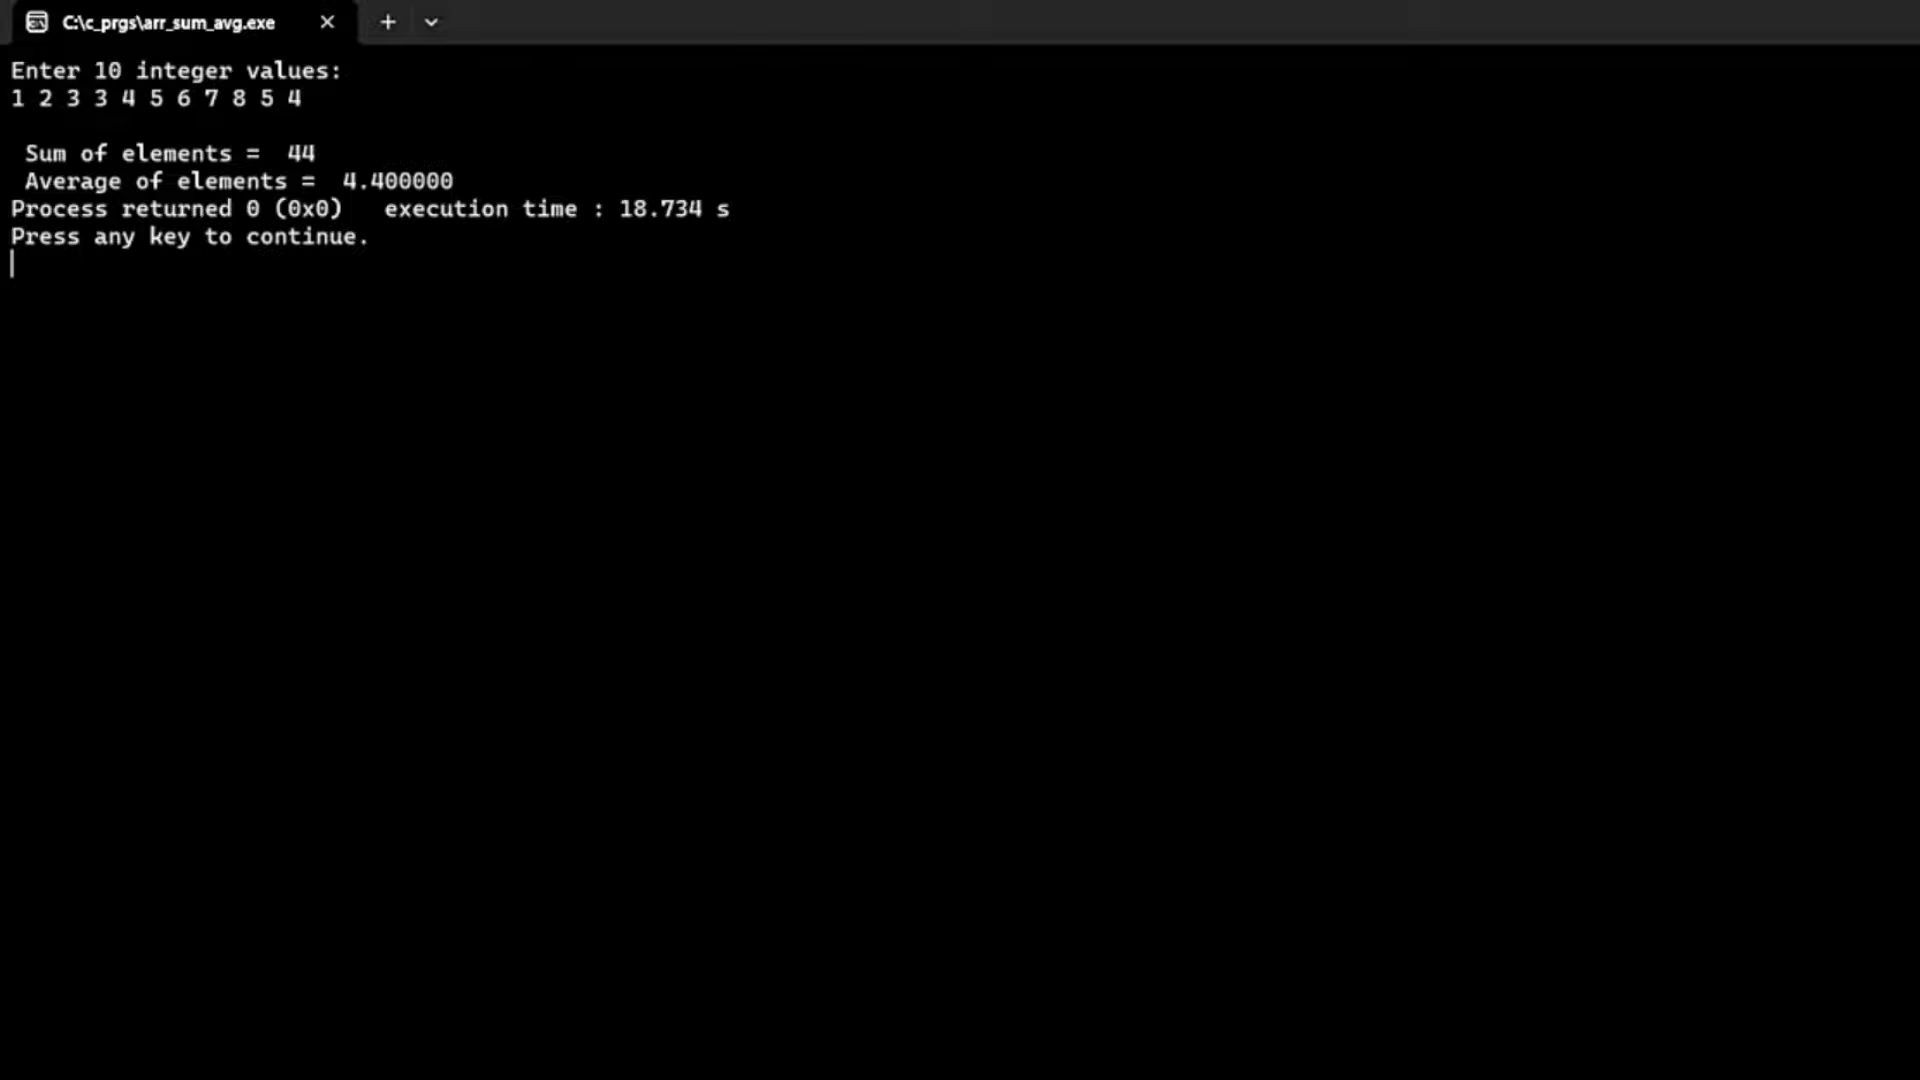 C:\c_prgs\arr_sum_avg.exe
Enter 10 integer values:
1 2 3 3 4 5 6 7 8 5 4
Sum of elements =  44
Average of elements =  4.400000
Process returned 0 (0x0)   execution time : 18.734 s
Press any key to continue.